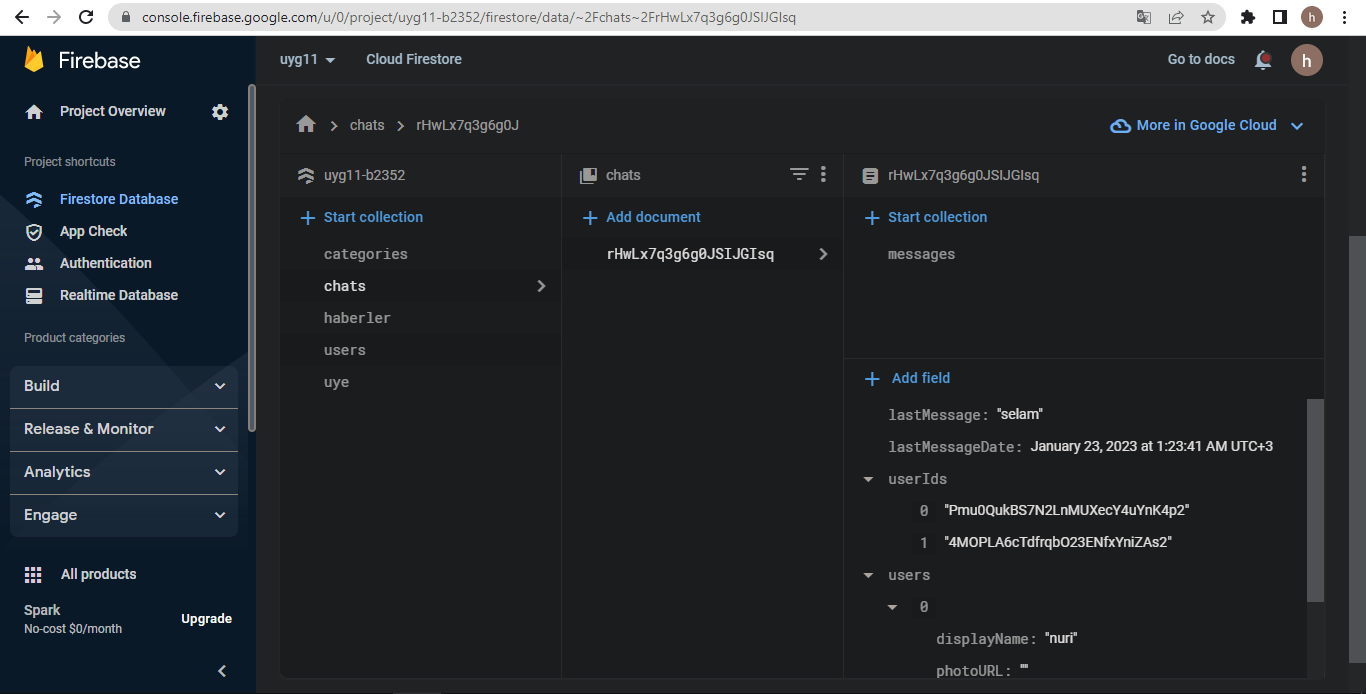 console.firebase.google.com/u/0/project/uyg11-b2352/firestore/data/~2Fchats~2FrHwLx7q3g6g0JSIJGIsq
h
Firebase
uyg11
Cloud Firestore
Go to docs
h
Project Overview
Project shortcuts
Firestore Database
App Check
Authentication
Realtime Database
Product categories
Build
Release & Monitor
Analytics
Engage
All products
Spark
No-cost $0/month
Upgrade
chats
rHwLx7q3g6g0J
More in Google Cloud
uyg11-b2352
Start collection
categories
chats
haberler
users
uye
chats
Add document
rHwLx7q3g6g0JSIJGIsq
rHwLx7q3g6g0JSIJGIsq
Start collection
messages
Add field
lastMessage: "selam"
lastMessageDate: January 23, 2023 at 1:23:41 AM UTC+3
userIds
0 "Pmu0QukBS7N2LnMUXecY4uYnK4p2"
1 "4MOPLA6cTdfrqbO23ENfxYniZAs2"
users
0
displayName: "nuri"
photoURL: ""